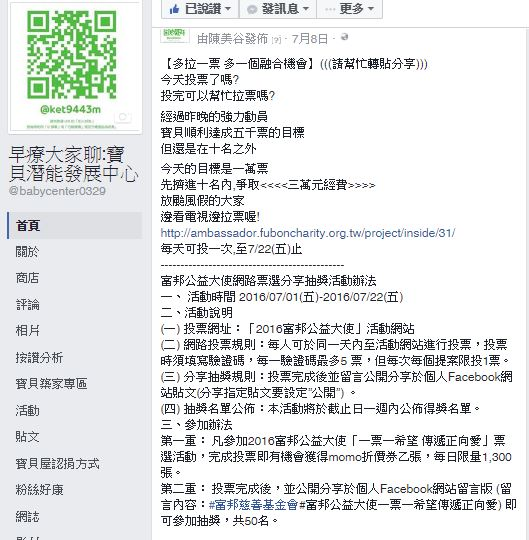 已說讚
發訊息
更多
@ket9443m
早療大家聊:寶
貝潛能發展中心
@babycenter0329
首頁
關於
商店
評論
相片
按讚分析
寶貝築家專區
活動
貼文
寶貝屋認捐方式
粉絲好康
網誌
由陳美谷發佈 [?] · 7月8日 ·
【多拉一票 多一個融合機會】(((請幫忙轉貼分享)))
今天投票了嗎?
投完可以幫忙拉票嗎?
經過昨晚的強力動員
寶貝順利達成五千票的目標
但還是在十名之外
今天的目標是一萬票
先擠進十名內,爭取<<<<三萬元經費>>>>
放颱風假的大家
邊看電視邊拉票喔!
http://ambassador.fuboncharity.org.tw/project/inside/31/
每天可投一次,至7/22(五)止
--------------------------------------------
富邦公益大使網路票選分享抽獎活動辦法
一、 活動時間 2016/07/01(五)-2016/07/22(五)
二、活動說明
(一) 投票網址：「2016富邦公益大使」活動網站
(二) 網路投票規則：每人可於同一天內至活動網站進行投票，投票
時須填寫驗證碼，每一驗證碼最多5 票，但每次每個提案限投1票。
(三) 分享抽獎規則：投票完成後並留言公開分享於個人Facebook網
站貼文(分享指定貼文要設定"公開") 。
(四) 抽獎名單公佈：本活動將於截止日一週內公佈得獎名單。
三、參加辦法
第一重： 凡參加2016富邦公益大使「一票一希望 傳遞正向愛」票
選活動，完成投票即有機會獲得momo折價券乙張，每日限量1,300
張。
第二重： 投票完成後，並公開分享於個人Facebook網站留言版 (留
言內容：#富邦慈善基金會#富邦公益大使一票一希望傳遞正向愛) 即
可參加抽獎，共50名。